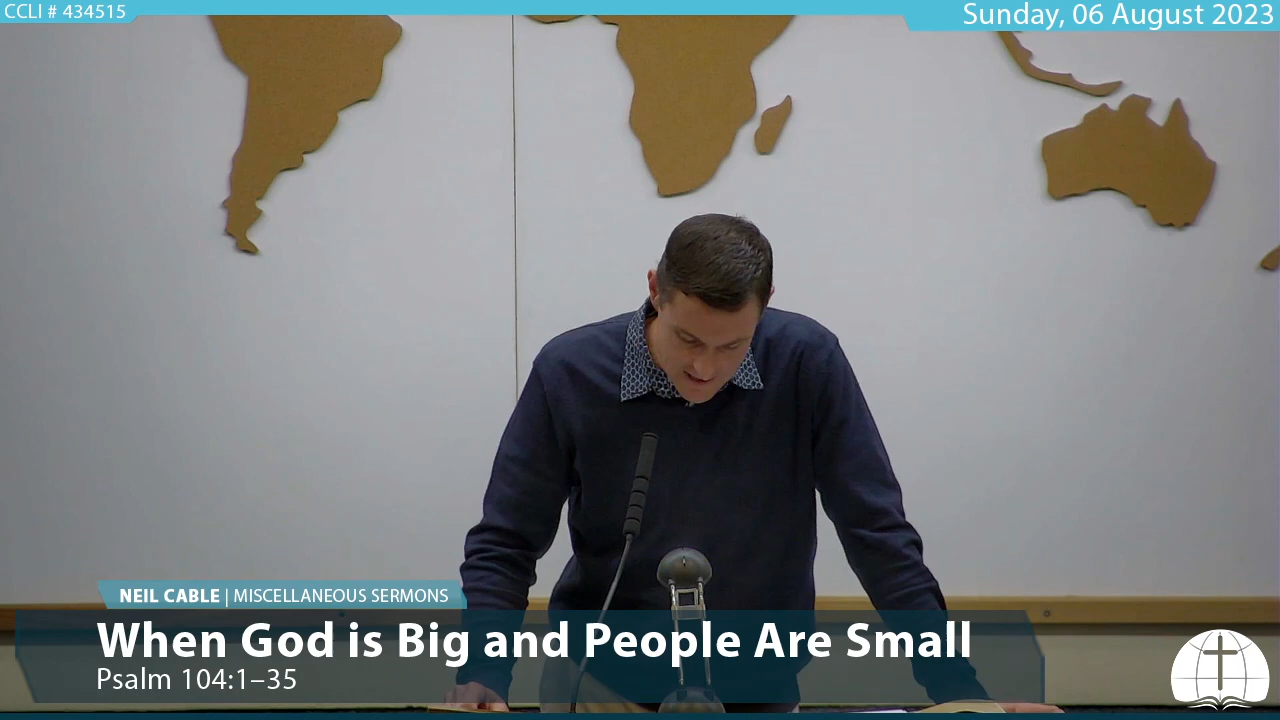 CCLI # 434515
Sunday, 06 August 2023
NEIL CABLE | MISCELLANEOUS SERMONS
When God is Big and People Are Small
Psalm 104:1–35